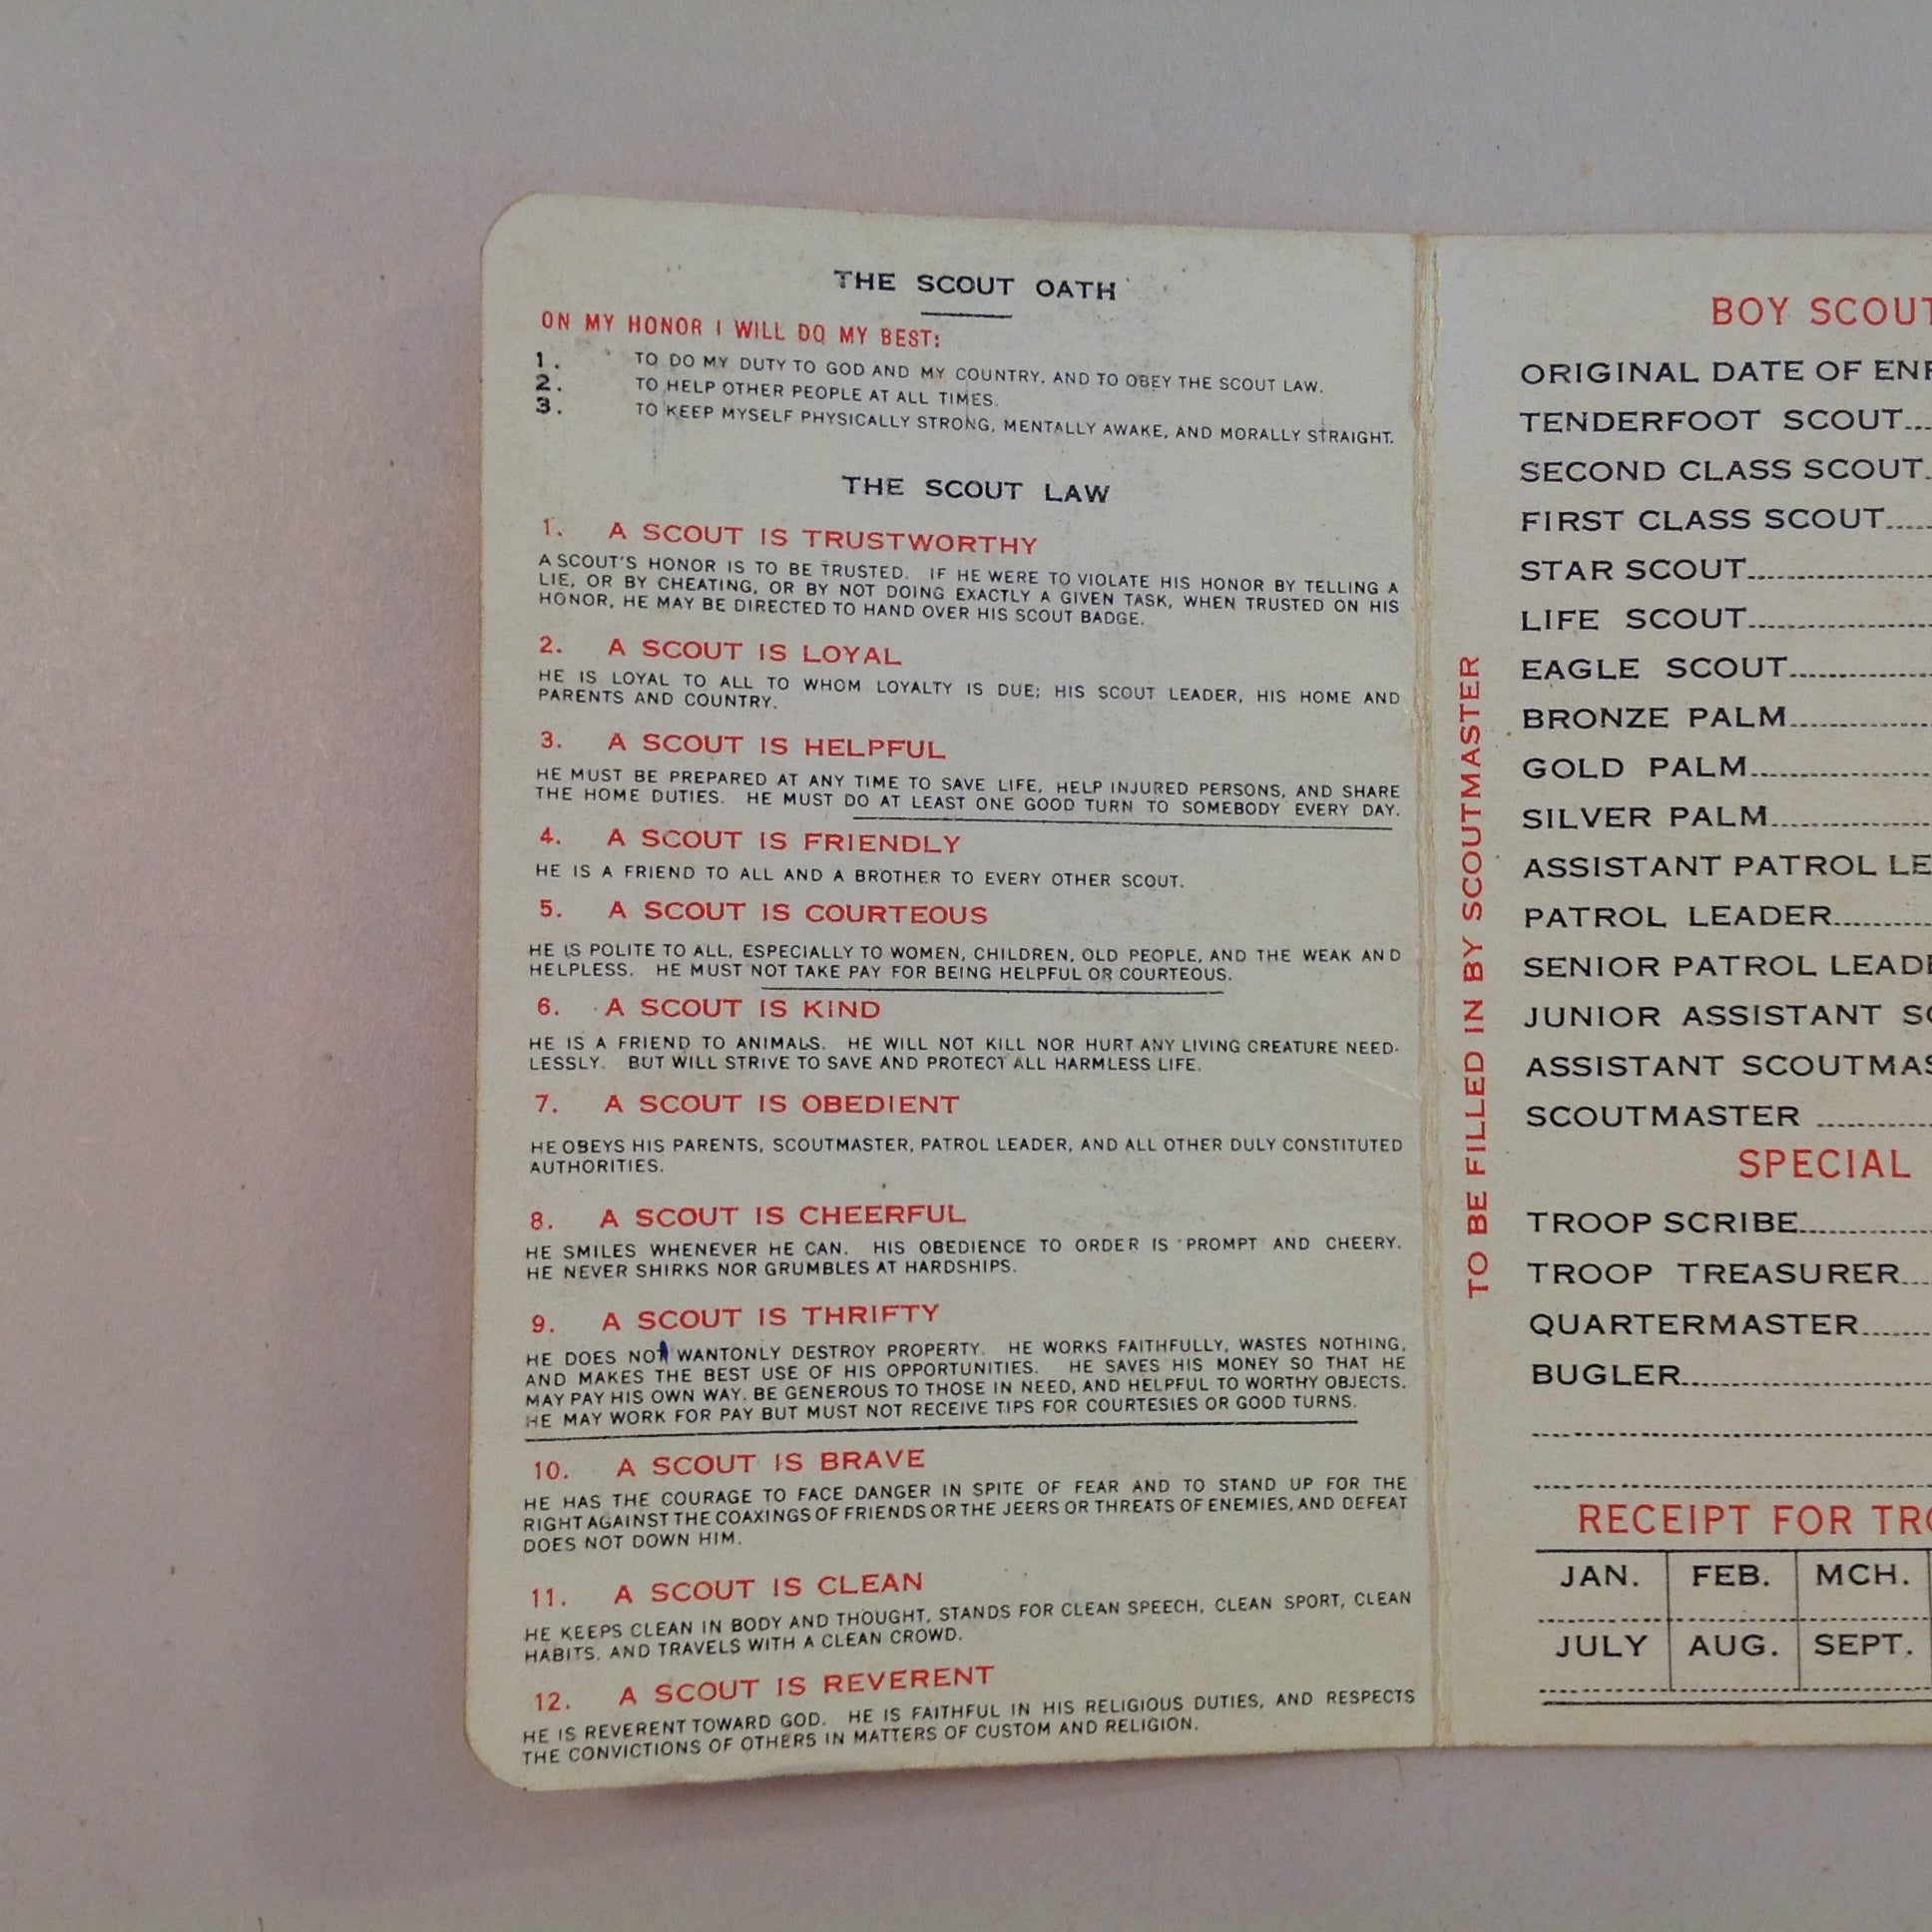 THE SCOUT OATH
ON MY HONOR I WILL DO MY BEST:
1. TO DO MY DUTY TO GOD AND MY COUNTRY, AND TO OBEY THE SCOUT LAW.
2. TO HELP OTHER PEOPLE AT ALL TIMES.
3. TO KEEP MYSELF PHYSICALLY STRONG, MENTALLY AWAKE, AND MORALLY STRAIGHT.
THE SCOUT LAW
1. A SCOUT IS TRUSTWORTHY
A SCOUT'S HONOR IS TO BE TRUSTED. IF HE WERE TO VIOLATE HIS HONOR BY TELLING A
LIE, OR BY CHEATING, OR BY NOT DOING EXACTLY A GIVEN TASK, WHEN TRUSTED ON HIS
HONOR, HE MAY BE DIRECTED TO HAND OVER HIS SCOUT BADGE.
2. A SCOUT IS LOYAL
HE IS LOYAL TO ALL TO WHOM LOYALTY IS DUE; HIS SCOUT LEADER, HIS HOME AND
PARENTS AND COUNTRY.
3. A SCOUT IS HELPFUL
HE MUST BE PREPARED AT ANY TIME TO SAVE LIFE, HELP INJURED PERSONS, AND SHARE
THE HOME DUTIES. HE MUST DO AT LEAST ONE GOOD TURN TO SOMEBODY EVERY DAY.
4. A SCOUT IS FRIENDLY
HE IS A FRIEND TO ALL AND A BROTHER TO EVERY OTHER SCOUT.
5. A SCOUT IS COURTEOUS
HE IS POLITE TO ALL, ESPECIALLY TO WOMEN, CHILDREN, OLD PEOPLE, AND THE WEAK AND
HELPLESS. HE MUST NOT TAKE PAY FOR BEING HELPFUL OR COURTEOUS.
6. A SCOUT IS KIND
HE IS A FRIEND TO ANIMALS. HE WILL NOT KILL NOR HURT ANY LIVING CREATURE NEED-
LESSLY. BUT WILL STRIVE TO SAVE AND PROTECT ALL HARMLESS LIFE.
7. A SCOUT IS OBEDIENT
HE OBEYS HIS PARENTS, SCOUTMASTER, PATROL LEADER, AND ALL OTHER DULY CONSTITUTED
AUTHORITIES.
8. A SCOUT IS CHEERFUL
HE SMILES WHENEVER HE CAN. HIS OBEDIENCE TO ORDER IS PROMPT AND CHEERY.
HE NEVER SHIRKS NOR GRUMBLES AT HARDSHIPS.
9. A SCOUT IS THRIFTY
HE DOES NOT WANTONLY DESTROY PROPERTY. HE WORKS FAITHFULLY, WASTES NOTHING,
AND MAKES THE BEST USE OF HIS OPPORTUNITIES. HE SAVES HIS MONEY SO THAT HE
MAY PAY HIS OWN WAY. BE GENEROUS TO THOSE IN NEED, AND HELPFUL TO WORTHY OBJECTS.
HE MAY WORK FOR PAY BUT MUST NOT RECEIVE TIPS FOR COURTESIES OR GOOD TURNS.
10. A SCOUT IS BRAVE
HE HAS THE COURAGE TO FACE DANGER IN SPITE OF FEAR AND TO STAND UP FOR THE
RIGHT AGAINST THE COAXINGS OF FRIENDS OR THE JEERS OR THREATS OF ENEMIES, AND DEFEAT
DOES NOT DOWN HIM.
11. A SCOUT IS CLEAN
HE KEEPS CLEAN IN BODY AND THOUGHT, STANDS FOR CLEAN SPEECH, CLEAN SPORT, CLEAN
HABITS, AND TRAVELS WITH A CLEAN CROWD.
12. A SCOUT IS REVERENT
HE IS REVERENT TOWARD GOD. HE IS FAITHFUL IN HIS RELIGIOUS DUTIES, AND RESPECTS
THE CONVICTIONS OF OTHERS IN MATTERS OF CUSTOM AND RELIGION.
TO BE FILLED IN BY SCOUTMASTER
BOY SCOUT
ORIGINAL DATE OF
TENDERFOOT SCOUT
SECOND CLASS SCOUT
FIRST CLASS SCOUT
STAR SCOUT
LIFE SCOUT
EAGLE SCOUT
BRONZE PALM
GOLD PALM
SILVER PALM
ASSISTANT PATROL
PATROL LEADER
SENIOR PATROL
JUNIOR ASSISTANT
ASSISTANT
SCOUTMASTER
SPECIAL
TROOP SCRIBE
TROOP TREASURER
QUARTERMASTER
BUGLER
RECEIPT FOR
JAN. FEB. MCH.
JULY AUG. SEPT.